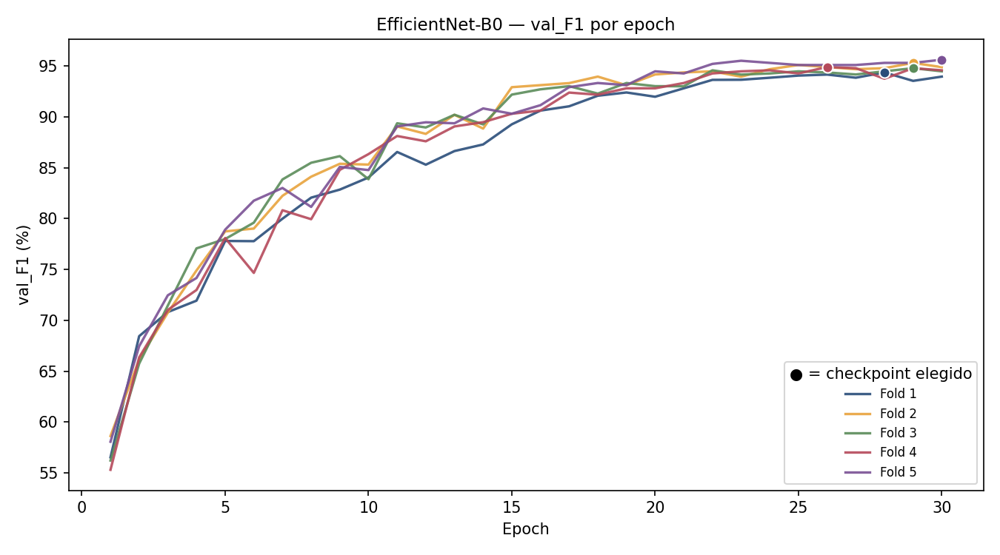 EfficientNet-B0 — val_F1 por epoch
val_F1 (%)
95
90
85
80
75
70
65
60
55
0 5 10 15 20 25 30
Epoch
● = checkpoint elegido
Fold 1
Fold 2
Fold 3
Fold 4
Fold 5